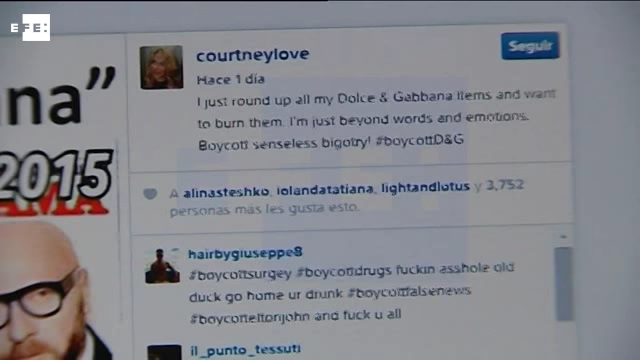 EFE:
na”
2015
AMA
courtneylove
Seguir
Hace 1 día
I just round up all my Dolce & Gabbana items and want
to burn them. I'm just beyond words and emotions.
Boycott senseless bigotry! #boycottD&G
A alinasteshko, iolandatatiana, lightandlotus y 3,752
personas más les gusta esto.
hairbygiuseppe8
#boycottsurgey #boycottdrugs fuckin asshole old
duck go home ur drunk #boycottfalsenews
#boycotteltonjohn and fuck u all
il_punto_tessuti